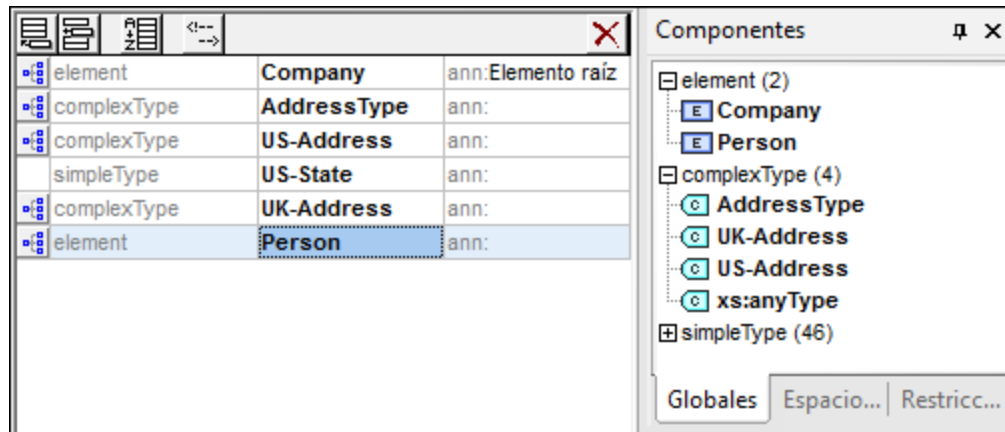 element Company ann:Elemento raíz
complexType AddressType ann:
complexType US-Address ann:
simpleType US-State ann:
complexType UK-Address ann:
element Person ann:
Componentes
element (2)
E Company
E Person
complexType (4)
C AddressType
C UK-Address
C US-Address
C xs:anyType
simpleType (46)
Globales Espacio... Restricc...